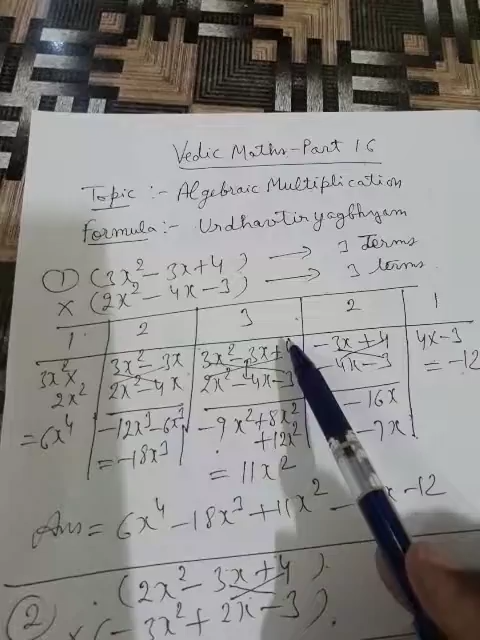 Vedic Maths-Part 16
Topic :- Algebraic Multiplication
Formula:- Urdhavtiryagbhyam
① (3x² - 3x + 4) → 3 Terms
× (2x² - 4x - 3) → 3 terms
1 2 3 2 1
3x² × 3x² - 3x 3x² - 3x + - 3x + 4 4x - 3
2x² 2x² - 4x 2x² - 4x - 3 - 4x - 3 = -12
= 6x⁴ -12x³ - 6x³ - 9x² + 8x² - 16x
= -18x³ + 12x² - 7x
= 11x²
Ans = 6x⁴ - 18x³ + 11x² - x - 12
② (2x² - 3x + 4)
× (- 3x² + 2x - 3)